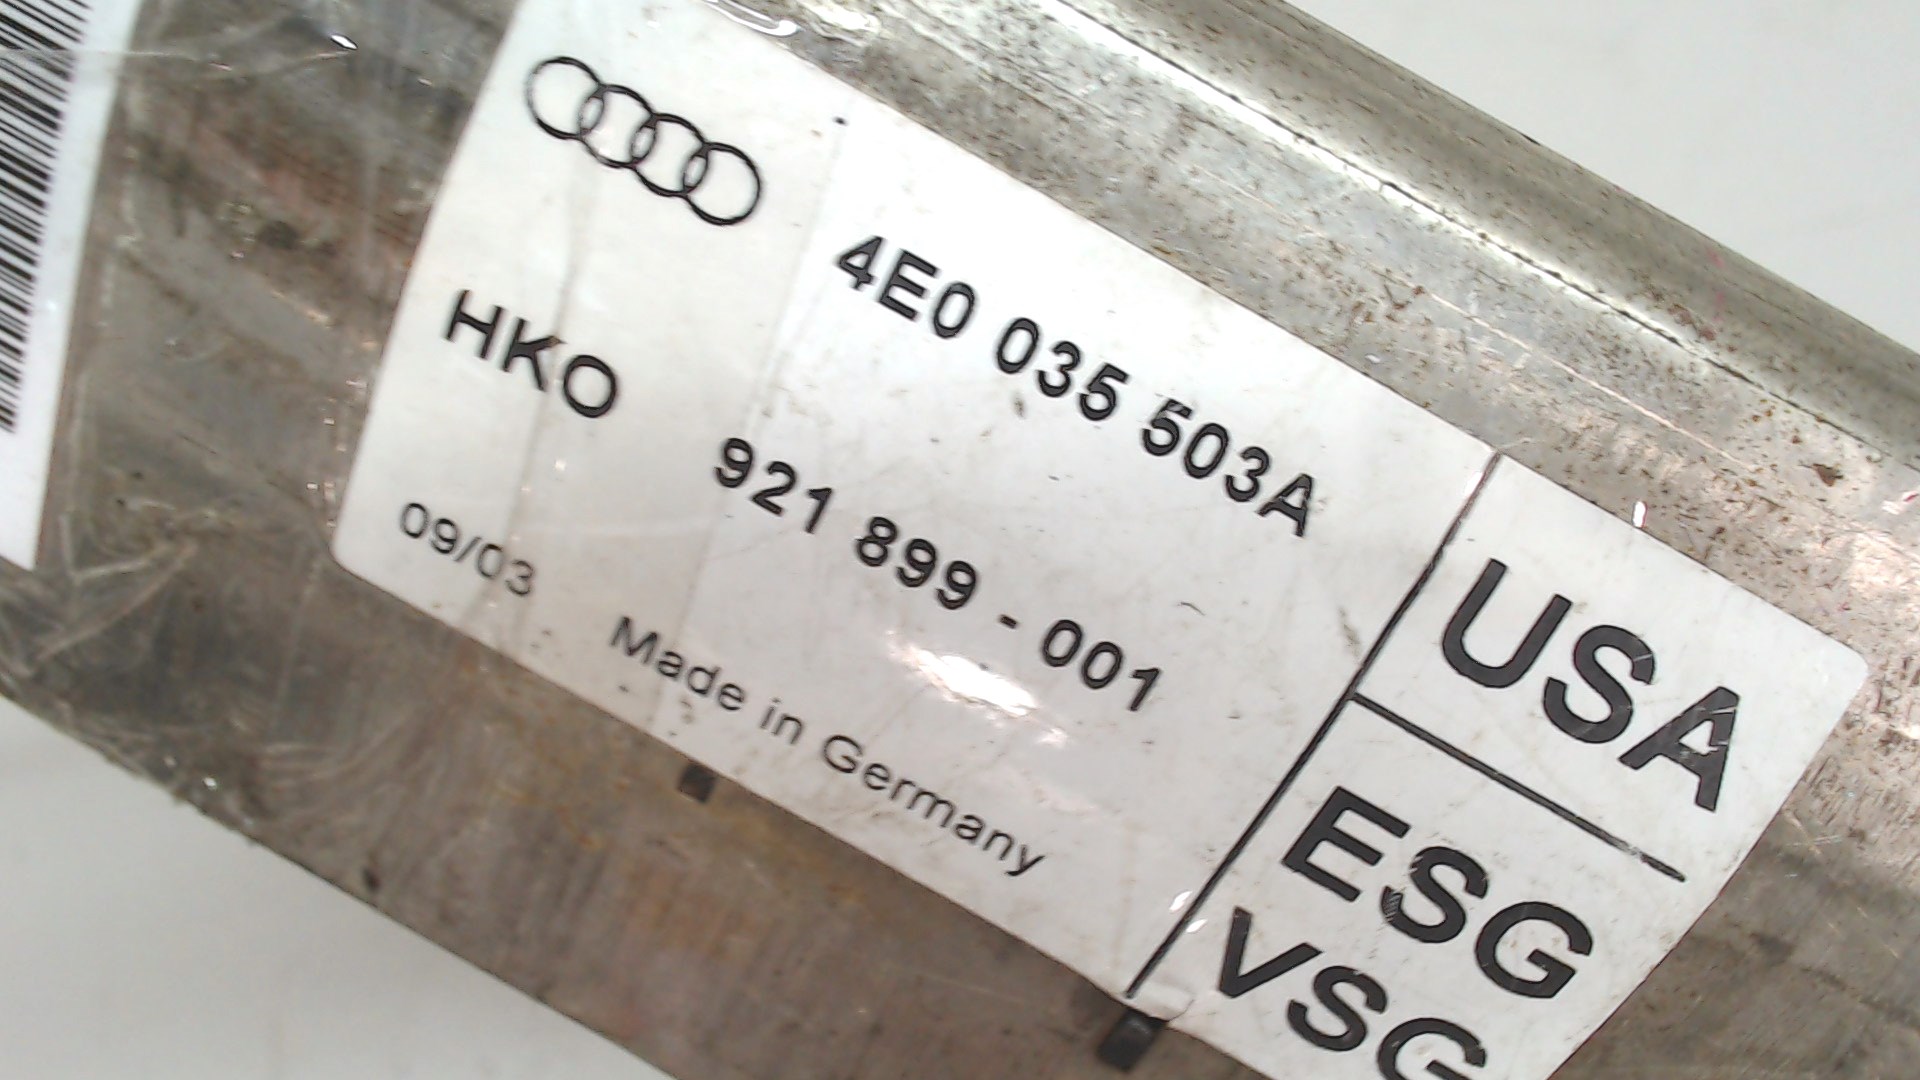 4E0 035 503A
HKO 921 899 - 001
09/03 Made in Germany
USA
ESG
VSG